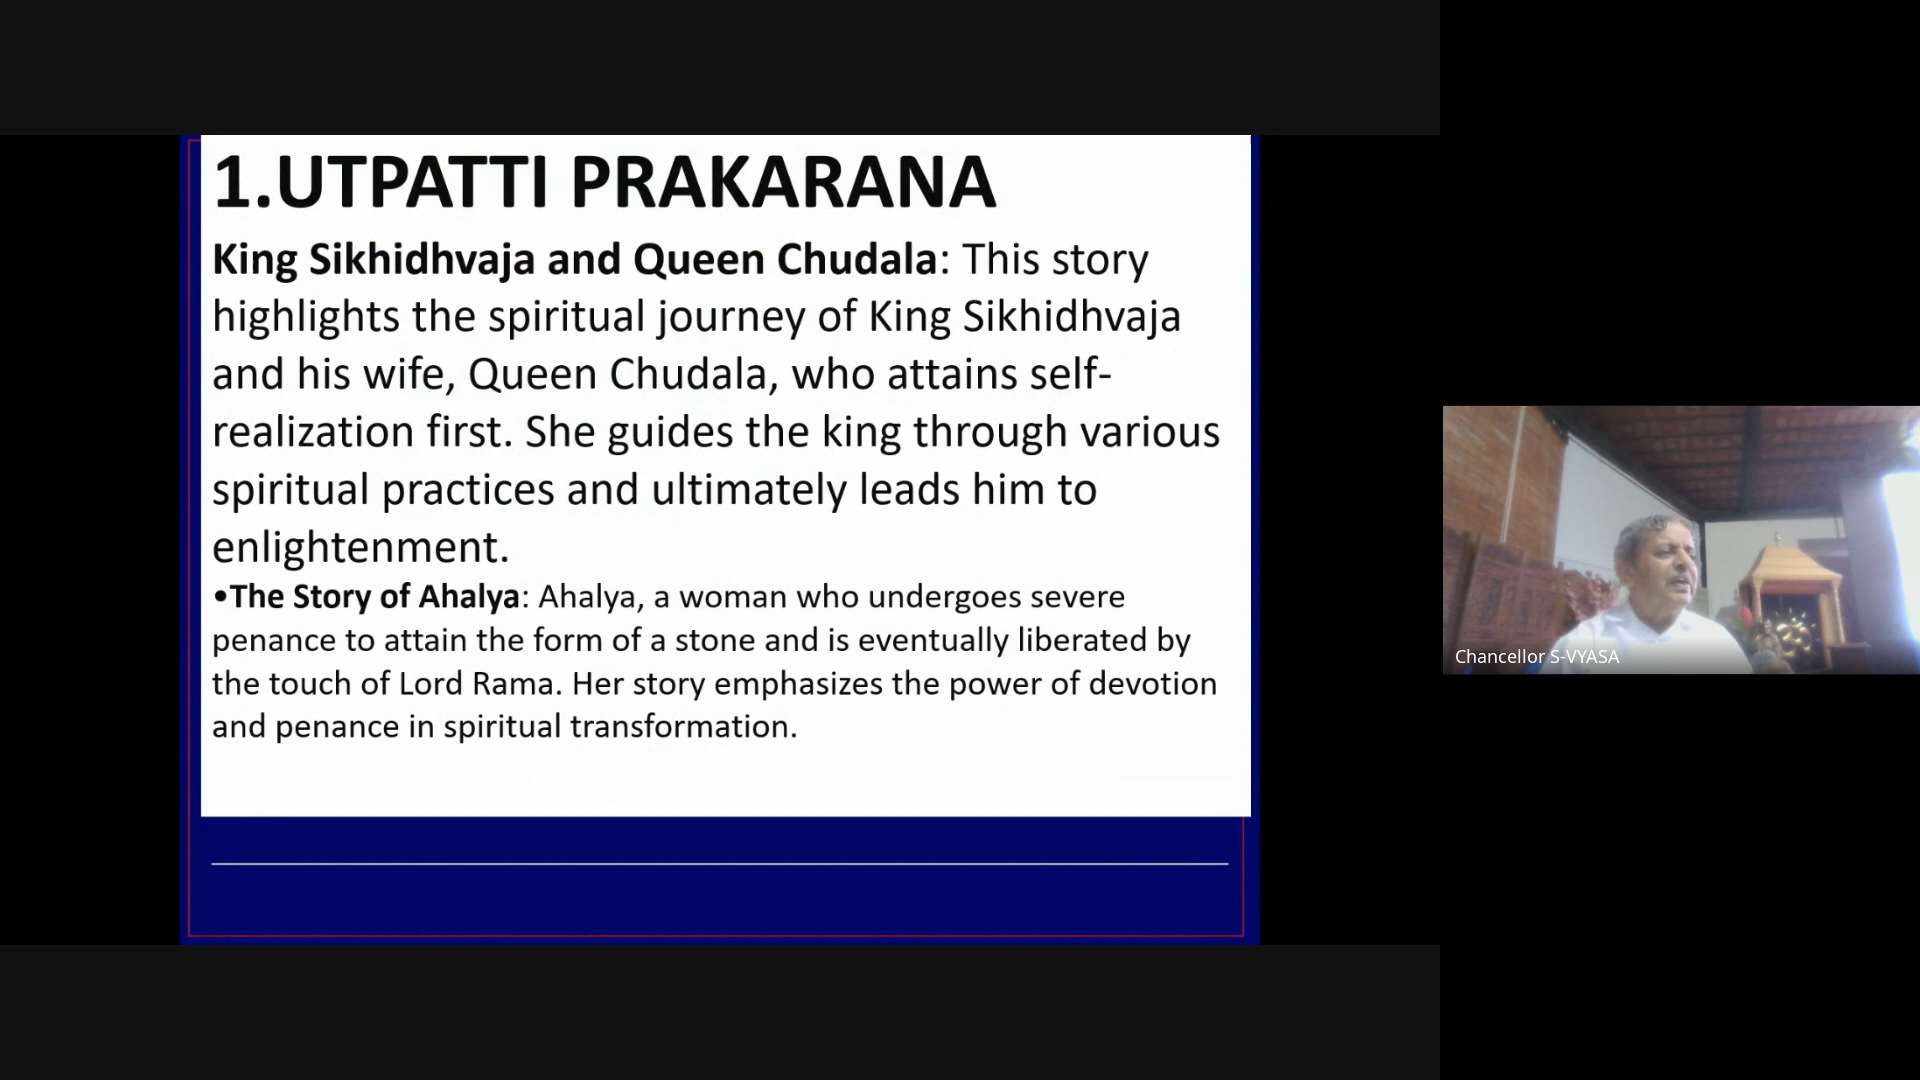 1.UTPATTI PRAKARANA
King Sikhidhvaja and Queen Chudala: This story
highlights the spiritual journey of King Sikhidhvaja
and his wife, Queen Chudala, who attains self-
realization first. She guides the king through various
spiritual practices and ultimately leads him to
enlightenment.
•The Story of Ahalya: Ahalya, a woman who undergoes severe
penance to attain the form of a stone and is eventually liberated by
the touch of Lord Rama. Her story emphasizes the power of devotion
and penance in spiritual transformation.
Chancellor S-VYASA